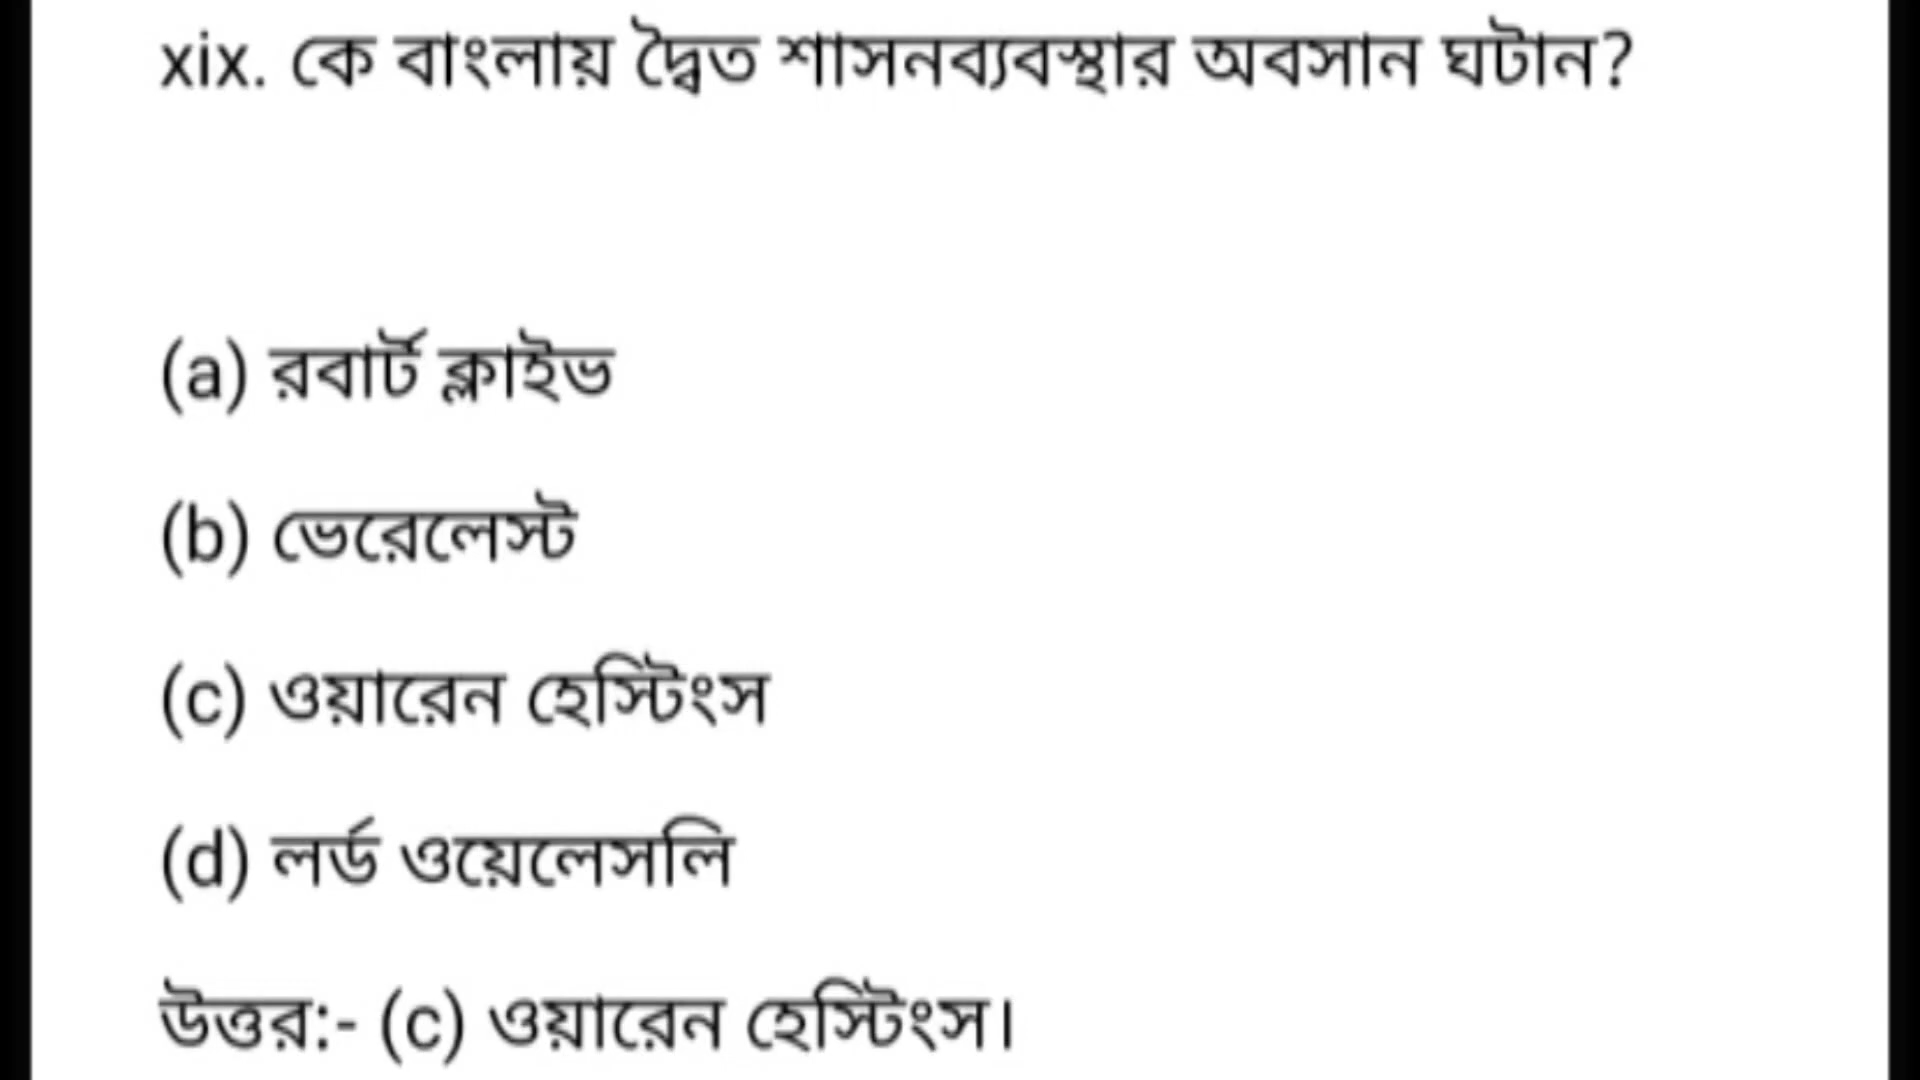 xix. কে বাংলায় দ্বৈত শাসনব্যবস্থার অবসান ঘটান?
(a) রবার্ট ক্লাইভ
(b) ভেরেলেস্ট
(c) ওয়ারেন হেস্টিংস
(d) লর্ড ওয়েলেসলি
উত্তর:- (c) ওয়ারেন হেস্টিংস।